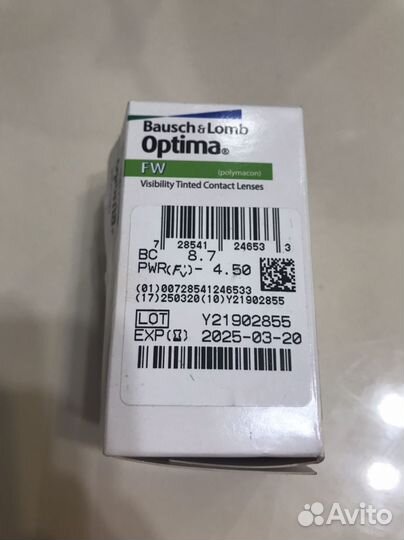 Bausch & Lomb
Optima®
FW (polymacon)
Visibility Tinted Contact Lenses
7 28541 24653 3
BC 8.7
PWR(F'v) - 4.50
(01)00728541246533
(17)250320(10)Y21902855
LOT Y21902855
EXP(⌛) 2025-03-20
Avito